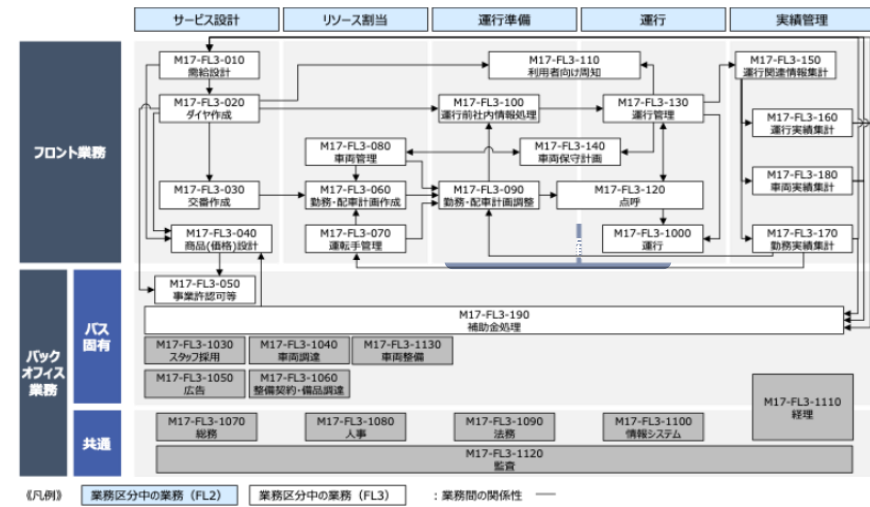 サービス設計
リソース割当
運行準備
運行
実績管理
フロント業務
M17-FL3-010
需給設計
M17-FL3-110
利用者向け周知
M17-FL3-150
運行関連情報集計
M17-FL3-020
ダイヤ作成
M17-FL3-100
運行前社内情報処理
M17-FL3-130
運行管理
M17-FL3-160
運行実績集計
M17-FL3-080
車両管理
M17-FL3-140
車両保守計画
M17-FL3-180
車両実績集計
M17-FL3-030
交番作成
M17-FL3-060
勤務・配車計画作成
M17-FL3-090
勤務・配車計画調整
M17-FL3-120
点呼
M17-FL3-040
商品(価格)設計
M17-FL3-070
運転手管理
M17-FL3-1000
運行
M17-FL3-170
勤務実績集計
バック
オフィス
業務
バス
固有
M17-FL3-050
事業許認可等
M17-FL3-190
補助金処理
M17-FL3-1030
スタッフ採用
M17-FL3-1040
車両調達
M17-FL3-1130
車両整備
M17-FL3-1050
広告
M17-FL3-1060
整備契約・備品調達
M17-FL3-1110
経理
共通
M17-FL3-1070
総務
M17-FL3-1080
人事
M17-FL3-1090
法務
M17-FL3-1100
情報システム
M17-FL3-1120
監査
《凡例》
業務区分中の業務（FL2）
業務区分中の業務（FL3）
：業務間の関係性